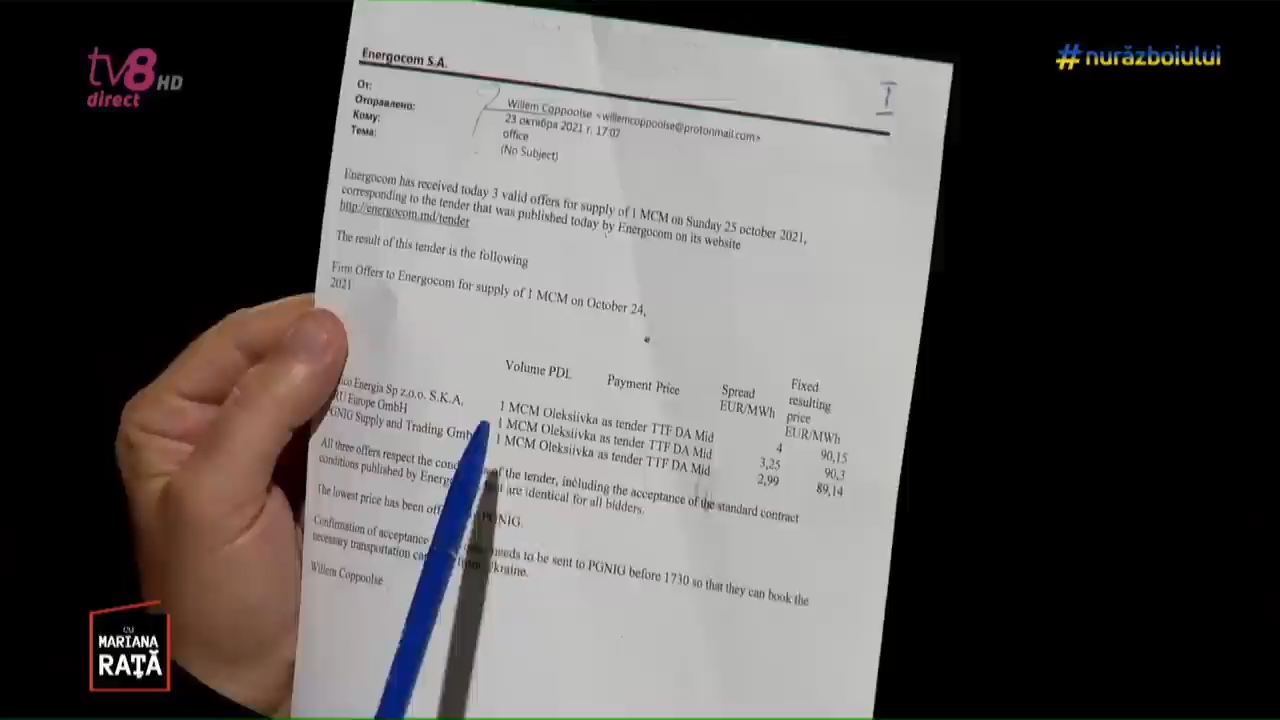 tv8 HD
direct
#nurăzboiului
Energocom S.A.
От: Willem Coppoolse <willemcoppoolse@protonmail.com>
Отправлено: 23 октября 2021 г. 17:07
Кому: office
Тема: (No Subject)
Energocom has received today 3 valid offers for supply of 1 MCM on Sunday 25 october 2021,
corresponding to the tender that was published today by Energocom on its website
http://energocom.md/tender
The result of this tender is the following
Firm Offers to Energocom for supply of 1 MCM on October 24,
2021
Volume PDL Payment Price Spread EUR/MWh Fixed resulting price EUR/MWh
Energia Sp z.o.o. S.K.A. 1 MCM Oleksiivka as tender TTF DA Mid 4 90,15
Europe GmbH 1 MCM Oleksiivka as tender TTF DA Mid 3,25 90,3
Supply and Trading 1 MCM Oleksiivka as tender TTF DA Mid 2,99 89,14
All three offers respect the of the tender, including the acceptance of the standard contract
conditions published by are identical for all bidders.
The lowest price has been
Confirmation of acceptance needs to be sent to PGNIG before 1730 so that they can book the
necessary transportation
Willem Coppoolse
cu
MARIANA
RAȚĂ